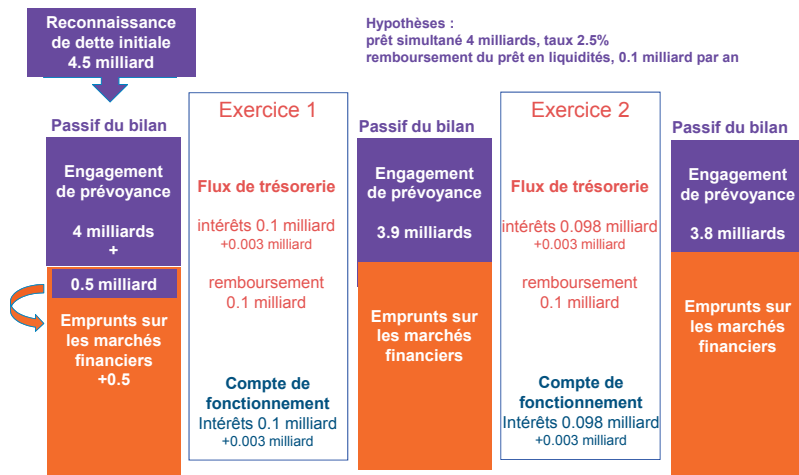 Reconnaissance
de dette initiale
4.5 milliard
Hypothèses :
prêt simultané 4 milliards, taux 2.5%
remboursement du prêt en liquidités, 0.1 milliard par an
Passif du bilan
Engagement
de prévoyance
4 milliards
+
0.5 milliard
Emprunts sur
les marchés
financiers
+0.5
Exercice 1
Flux de trésorerie
intérêts 0.1 milliard
+0.003 milliard
remboursement
0.1 milliard
Compte de
fonctionnement
Intérêts 0.1 milliard
+0.003 milliard
Passif du bilan
Engagement
de prévoyance
3.9 milliards
Emprunts sur
les marchés
financiers
Exercice 2
Flux de trésorerie
intérêts 0.098 milliard
+0.003 milliard
remboursement
0.1 milliard
Compte de
fonctionnement
Intérêts 0.098 milliard
+0.003 milliard
Passif du bilan
Engagement
de prévoyance
3.8 milliards
Emprunts sur
les marchés
financiers